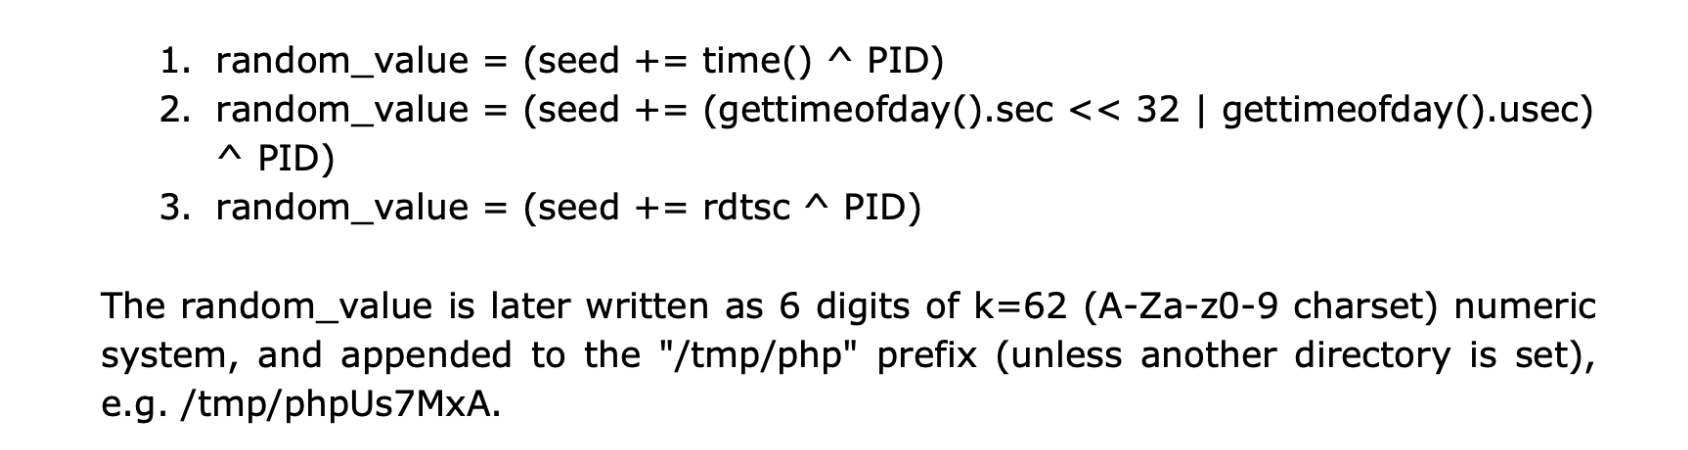 1. random_value = (seed += time() ^ PID)
2. random_value = (seed += (gettimeofday().sec << 32 | gettimeofday().usec)
^ PID)
3. random_value = (seed += rdtsc ^ PID)
The random_value is later written as 6 digits of k=62 (A-Za-z0-9 charset) numeric
system, and appended to the "/tmp/php" prefix (unless another directory is set),
e.g. /tmp/phpUs7MxA.